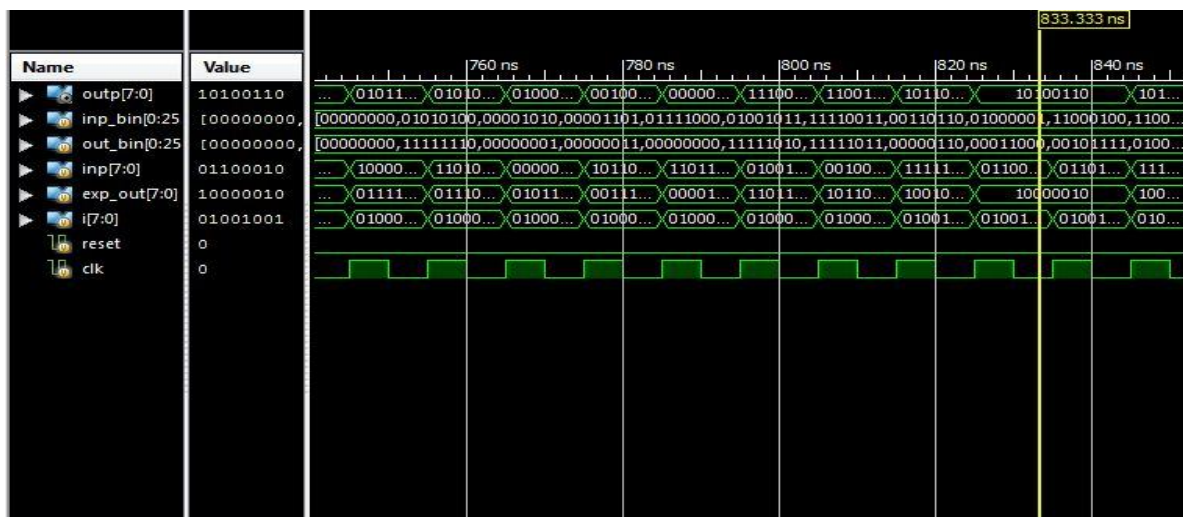 833.333 ns
Name Value 760 ns 780 ns 800 ns 820 ns 840 ns
outp[7:0] 10100110 ... 01011... 01010... 01000... 00100... 00000... 11100... 11001... 10110... 10100110 101...
inp_bin[0:25 [00000000, [00000000,01010100,00001010,00001101,01111000,01001011,11110011,00110110,01000001,11000100,1100...
out_bin[0:25 [00000000, [00000000,11111110,00000001,00000011,00000000,11111010,11111011,00000110,00011000,00101111,0100...
inp[7:0] 01100010 ... 10000... 11010... 00000... 10110... 11011... 01001... 00100... 11111... 01100... 01101... 111...
exp_out[7:0] 10000010 ... 01111... 01110... 01011... 00111... 00001... 11011... 10110... 10010... 10000010 100...
i[7:0] 01001001 ... 01000... 01000... 01000... 01000... 01000... 01000... 01000... 01001... 01001... 01001... 010...
reset 0
clk 0